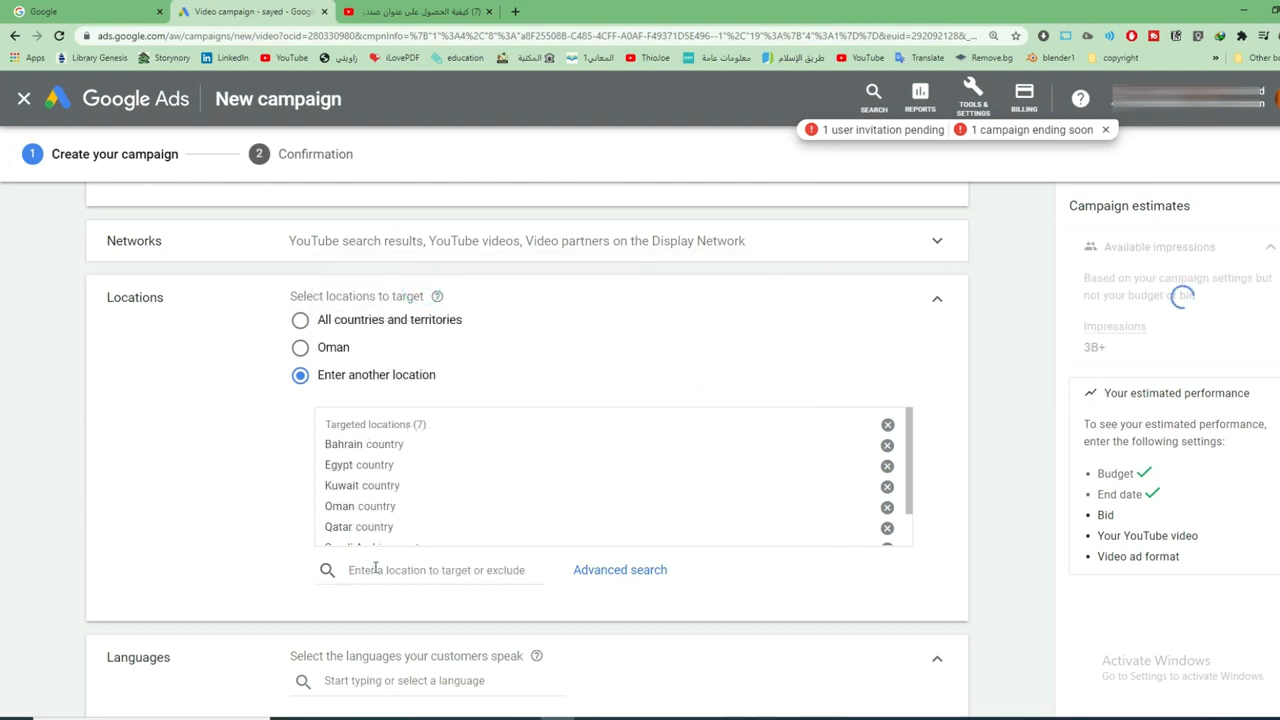 Google
Video campaign - sayed - Googl
(7) كيفية الحصول على عنوان صندو
ads.google.com/aw/campaigns/new/video?ocid=280330980&cmpnInfo=%7B"1"%3A4%2C"8"%3A"a8F25508B-C485-4CFF-A0AF-F49371D5E496--1"%2C"19"%3A%7B"4"%3A1%7D%7D&euid=292092128&_...
Apps
Library Genesis
Storynory
LinkedIn
YouTube
زاويتي
iLovePDF
education
المكتبة
المعاني1
ThioJoe
معلومات عامة
طريق الإسلام
YouTube
Translate
Remove.bg
blender1
copyright
»
Other bo
Google Ads
New campaign
SEARCH
REPORTS
TOOLS & SETTINGS
BILLING
1 user invitation pending
1 campaign ending soon
1 Create your campaign
2 Confirmation
Campaign estimates
Networks
YouTube search results, YouTube videos, Video partners on the Display Network
Available impressions
Based on your campaign settings but
not your budget or bid
Impressions
3B+
Locations
Select locations to target
All countries and territories
Oman
Enter another location
Targeted locations (7)
Bahrain country
Egypt country
Kuwait country
Oman country
Qatar country
Enter a location to target or exclude
Advanced search
Your estimated performance
To see your estimated performance,
enter the following settings:
• Budget
• End date
• Bid
• Your YouTube video
• Video ad format
Languages
Select the languages your customers speak
Start typing or select a language
Activate Windows
Go to Settings to activate Windows.